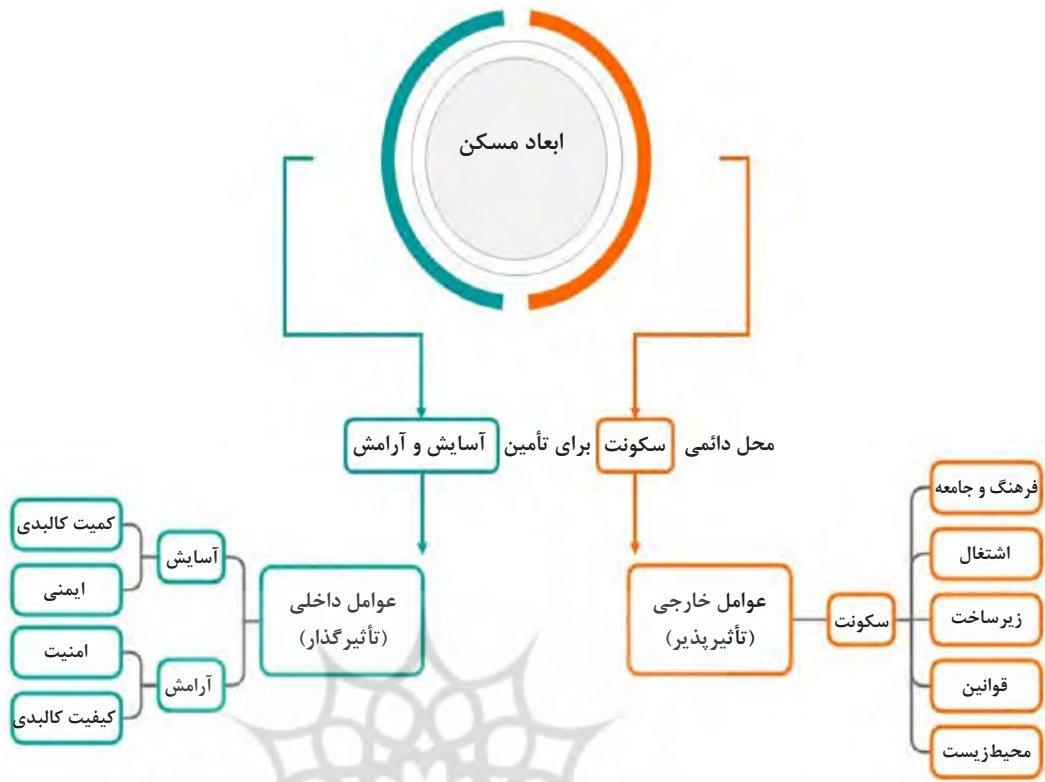 ابعاد مسکن
محل دائمی سکونت برای تأمین آسایش و آرامش
عوامل خارجی
(تأثیرپذیر)
سکونت
فرهنگ و جامعه
اشتغال
زیرساخت
قوانین
محیط‌زیست
عوامل داخلی
(تأثیرگذار)
آسایش
کمیت کالبدی
ایمنی
آرامش
امنیت
کیفیت کالبدی